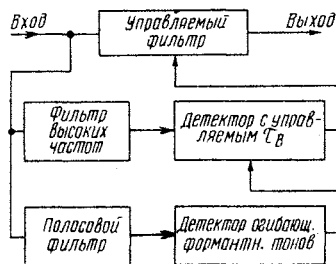 Вход
Управляемый
фильтр
Выход
Фильтр
высоких
частот
Детектор с управ-
ляемым τВ
Полосовой
фильтр
Детектор огибающ.
формантн. тонов